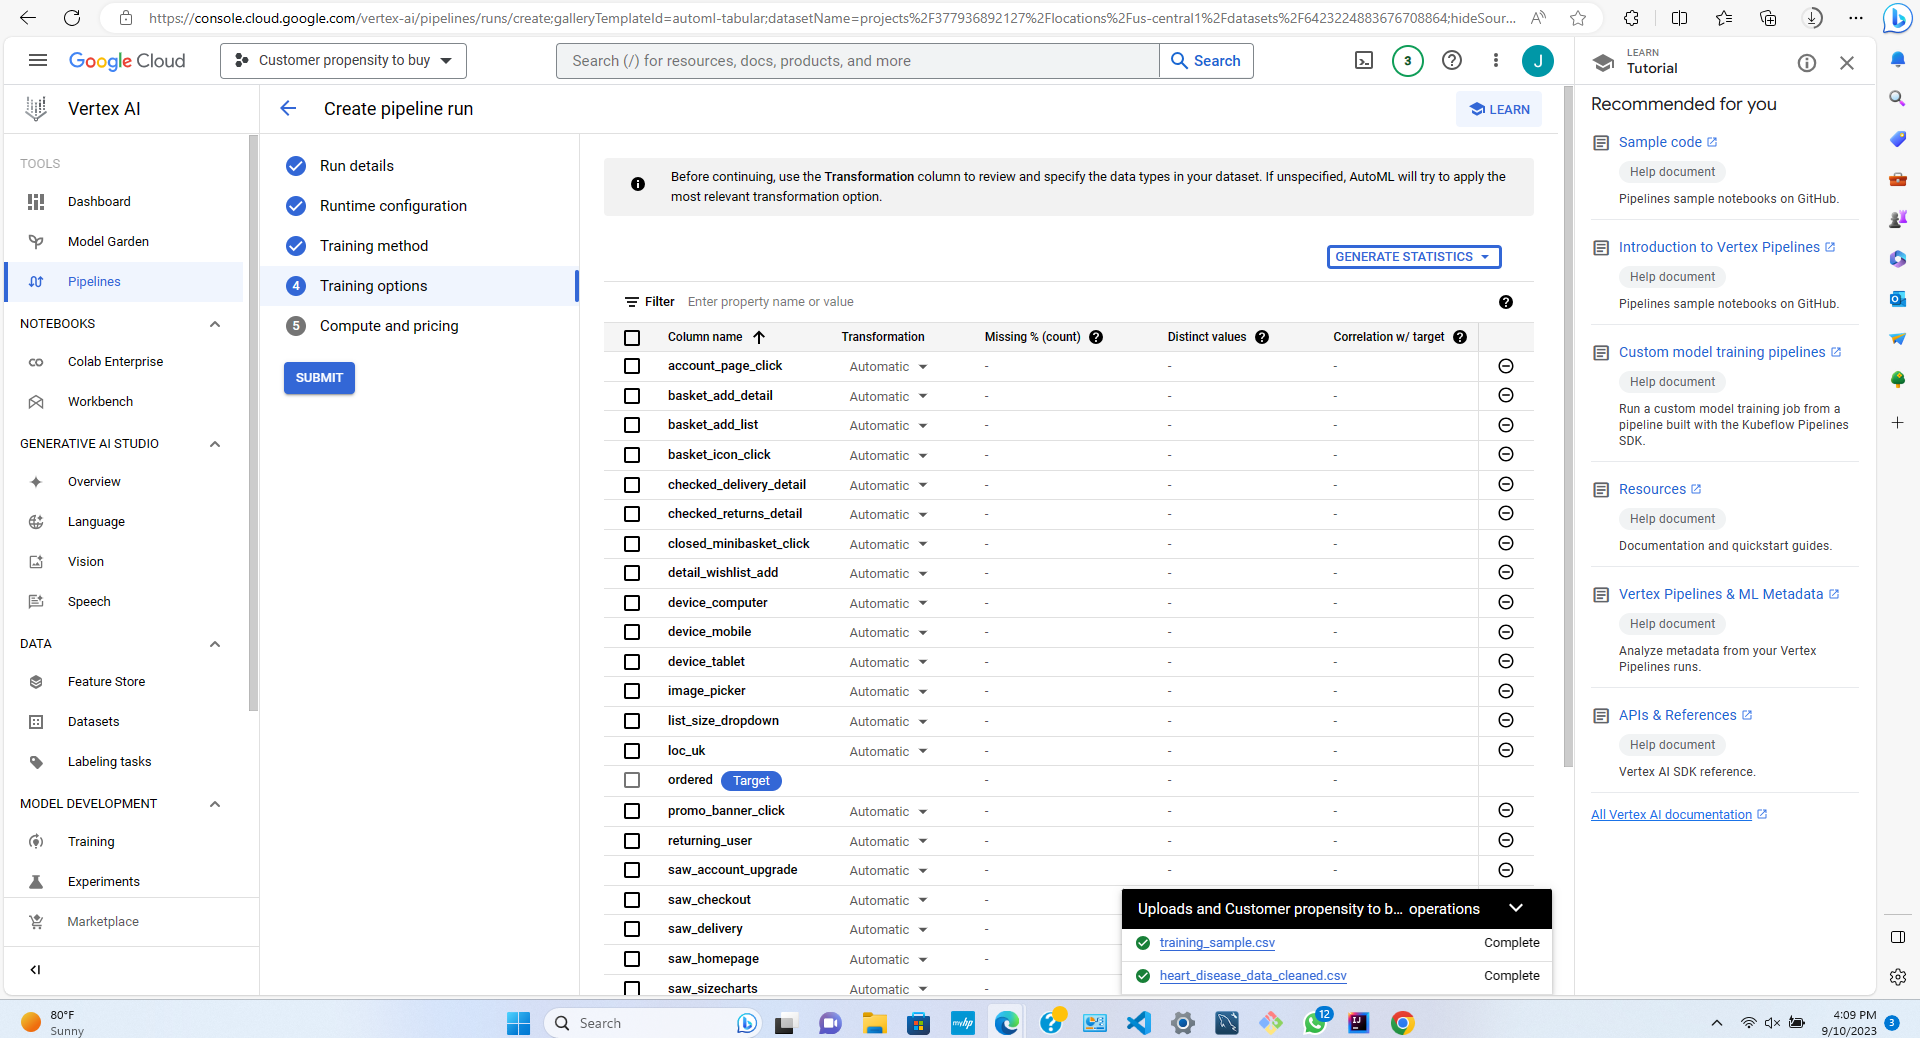 https://console.cloud.google.com/vertex-ai/pipelines/runs/create;galleryTemplateId=automl-tabular;datasetName=projects%2F377936892127%2Flocations%2Fus-central1%2Fdatasets%2F6423224883676708864;hideSour...
Google Cloud
Customer propensity to buy
Search (/) for resources, docs, products, and more
Search
3
J
LEARN
Tutorial
Vertex AI
Create pipeline run
LEARN
TOOLS
Dashboard
Model Garden
Pipelines
NOTEBOOKS
Colab Enterprise
Workbench
GENERATIVE AI STUDIO
Overview
Language
Vision
Speech
DATA
Feature Store
Datasets
Labeling tasks
MODEL DEVELOPMENT
Training
Experiments
Marketplace
Run details
Runtime configuration
Training method
4 Training options
5 Compute and pricing
SUBMIT
Before continuing, use the Transformation column to review and specify the data types in your dataset. If unspecified, AutoML will try to apply the
most relevant transformation option.
GENERATE STATISTICS
Filter Enter property name or value
Column name Transformation Missing % (count) Distinct values Correlation w/ target
account_page_click Automatic - - -
basket_add_detail Automatic - - -
basket_add_list Automatic - - -
basket_icon_click Automatic - - -
checked_delivery_detail Automatic - - -
checked_returns_detail Automatic - - -
closed_minibasket_click Automatic - - -
detail_wishlist_add Automatic - - -
device_computer Automatic - - -
device_mobile Automatic - - -
device_tablet Automatic - - -
image_picker Automatic - - -
list_size_dropdown Automatic - - -
loc_uk Automatic - - -
ordered Target - - -
promo_banner_click Automatic - - -
returning_user Automatic - - -
saw_account_upgrade Automatic - - -
saw_checkout Automatic -
saw_delivery Automatic -
saw_homepage Automatic -
saw_sizecharts Automatic -
Uploads and Customer propensity to b... operations
training_sample.csv Complete
heart_disease_data_cleaned.csv Complete
Recommended for you
Sample code
Help document
Pipelines sample notebooks on GitHub.
Introduction to Vertex Pipelines
Help document
Pipelines sample notebooks on GitHub.
Custom model training pipelines
Help document
Run a custom model training job from a
pipeline built with the Kubeflow Pipelines
SDK.
Resources
Help document
Documentation and quickstart guides.
Vertex Pipelines & ML Metadata
Help document
Analyze metadata from your Vertex
Pipelines runs.
APIs & References
Help document
Vertex AI SDK reference.
All Vertex AI documentation
80°F
Sunny
Search
myhp
12
4:09 PM
9/10/2023
3